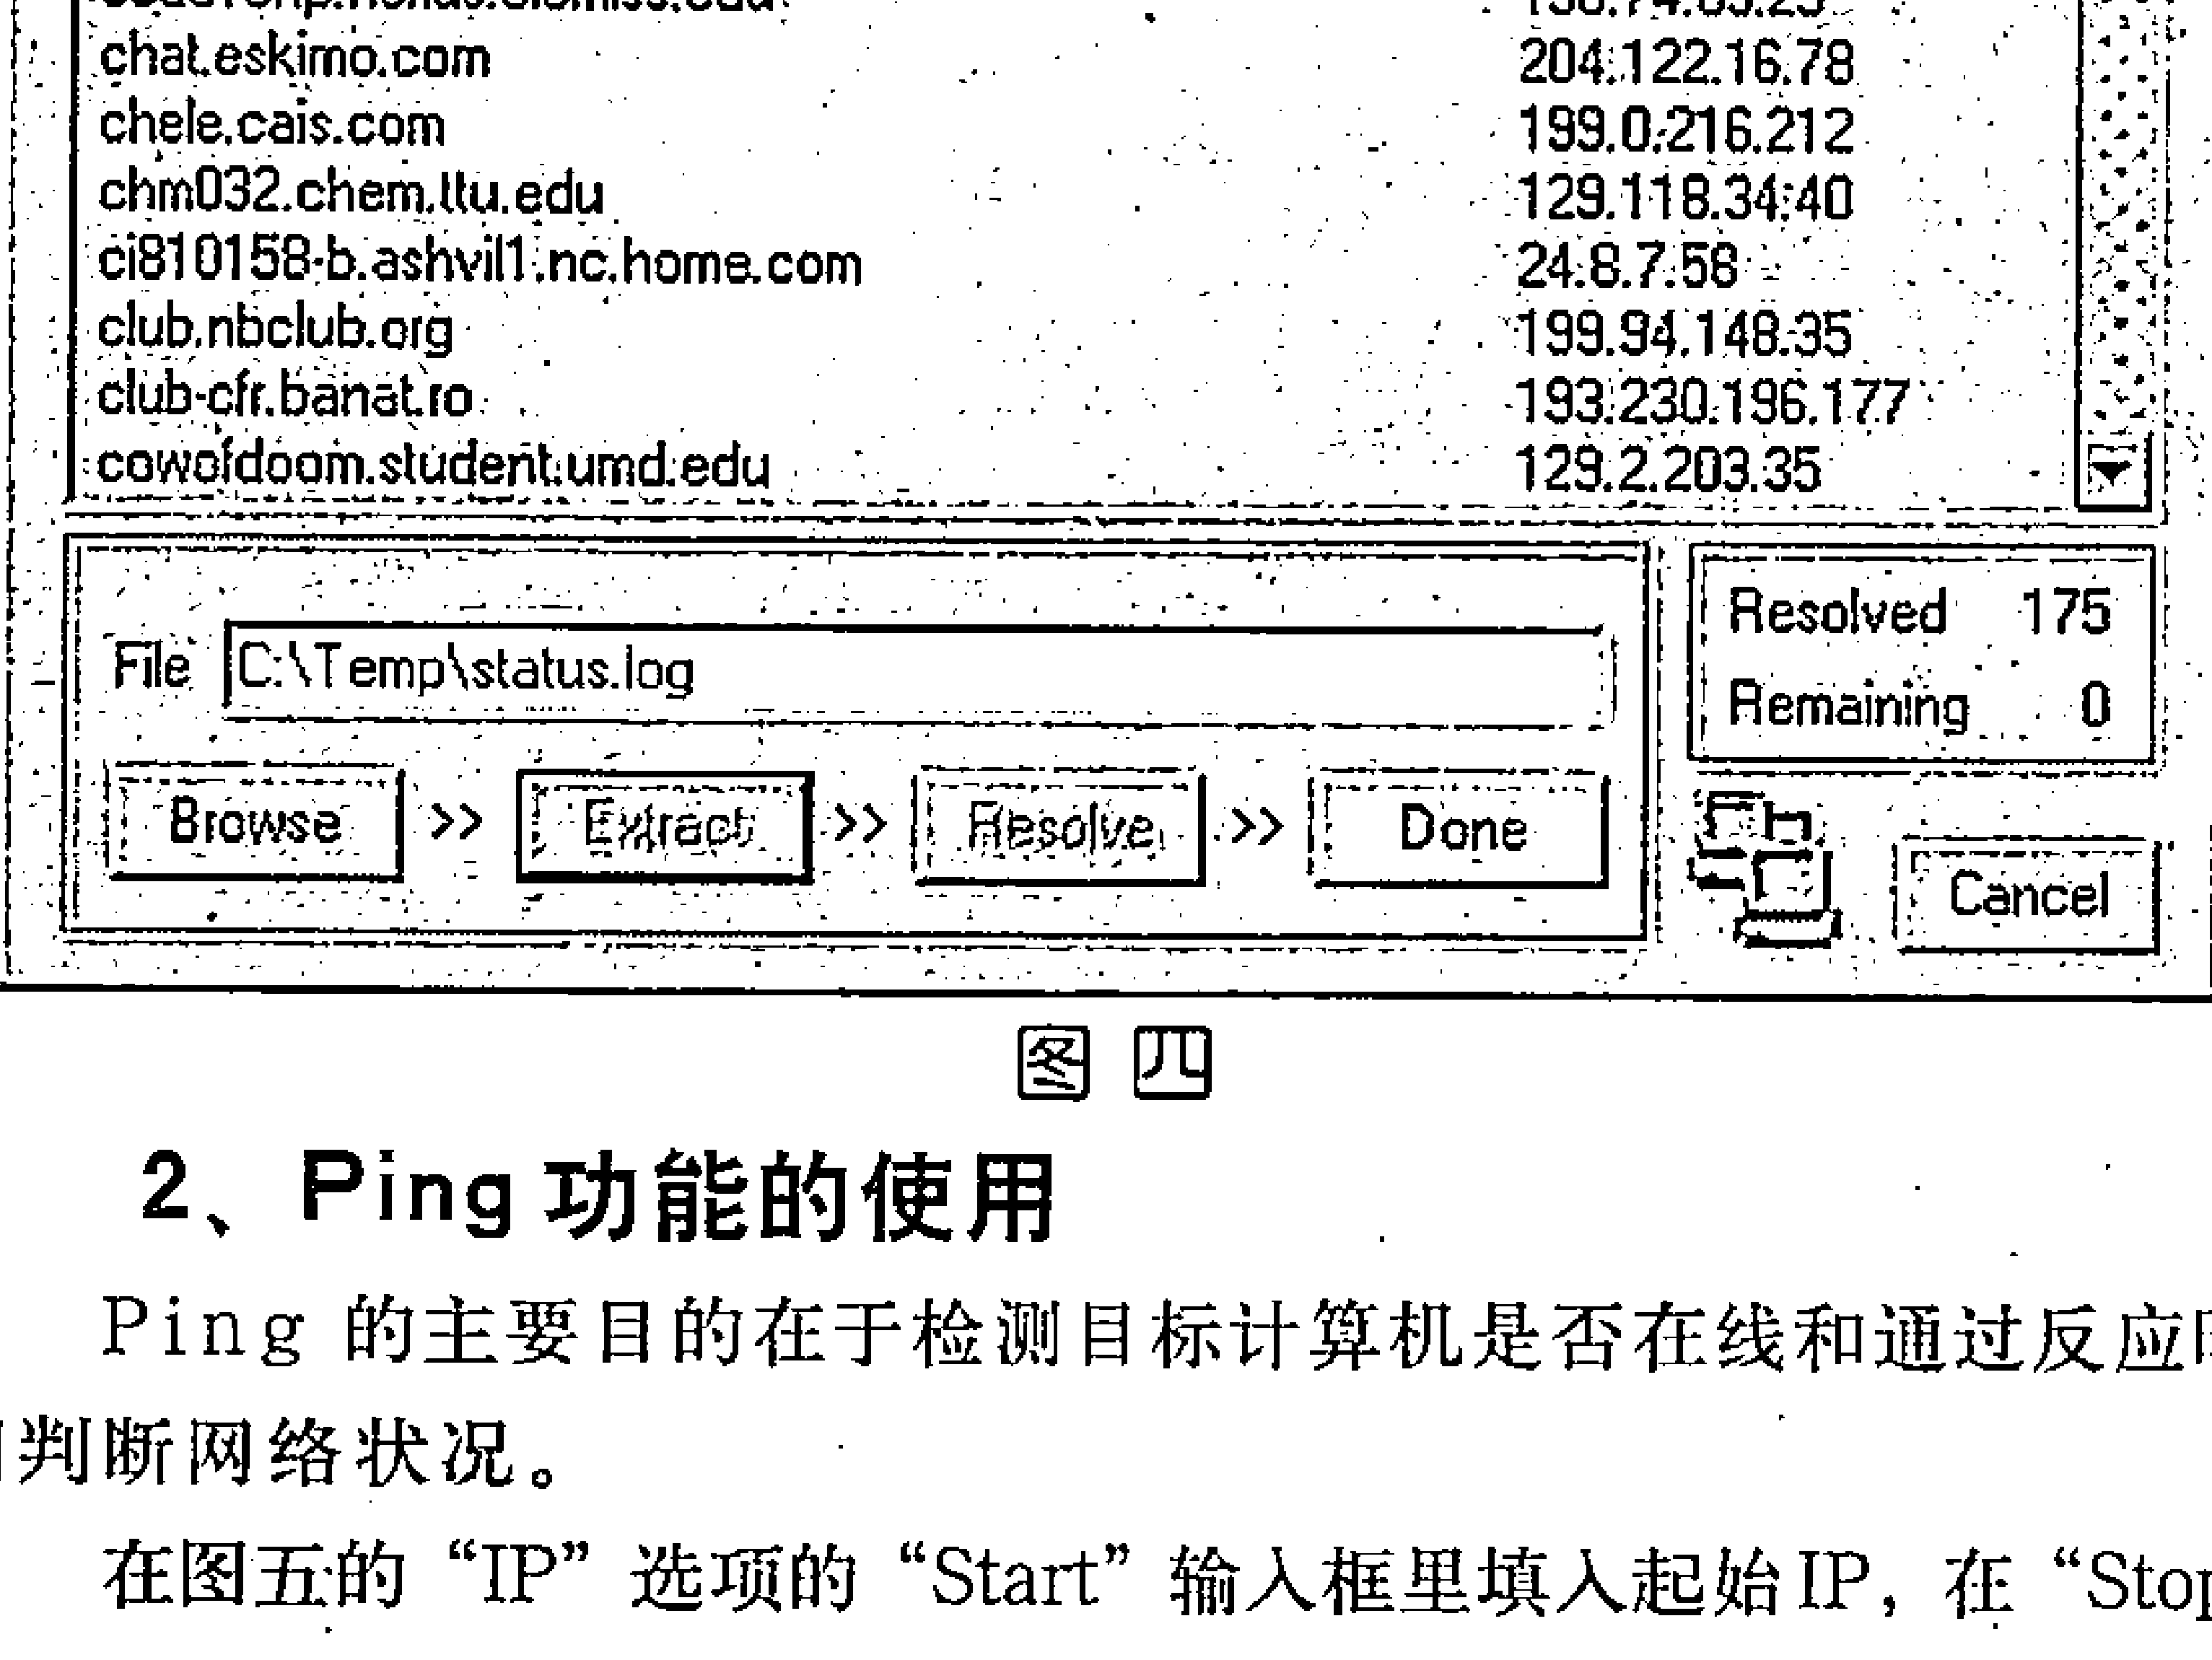 chat.eskimo.com 204.122.16.78
chele.cais.com 199.0.216.212
chm032.chem.ttu.edu 129.118.34.40
ci810158-b.ashvil1.nc.home.com 24.8.7.58
club.nbclub.org 199.94.148.35
club-cfr.banat.ro 193.230.196.177
cowofdoom.student.umd.edu 129.2.203.35
Resolved 175
File C:\Temp\status.log
Remaining 0
Browse >> Extract >> Resolve >> Done
Cancel
图 四
2、Ping 功能的使用
Ping 的主要目的在于检测目标计算机是否在线和通过反应
判断网络状况。
在图五的“IP”选项的“Start”输入框里填入起始IP，在“Stop